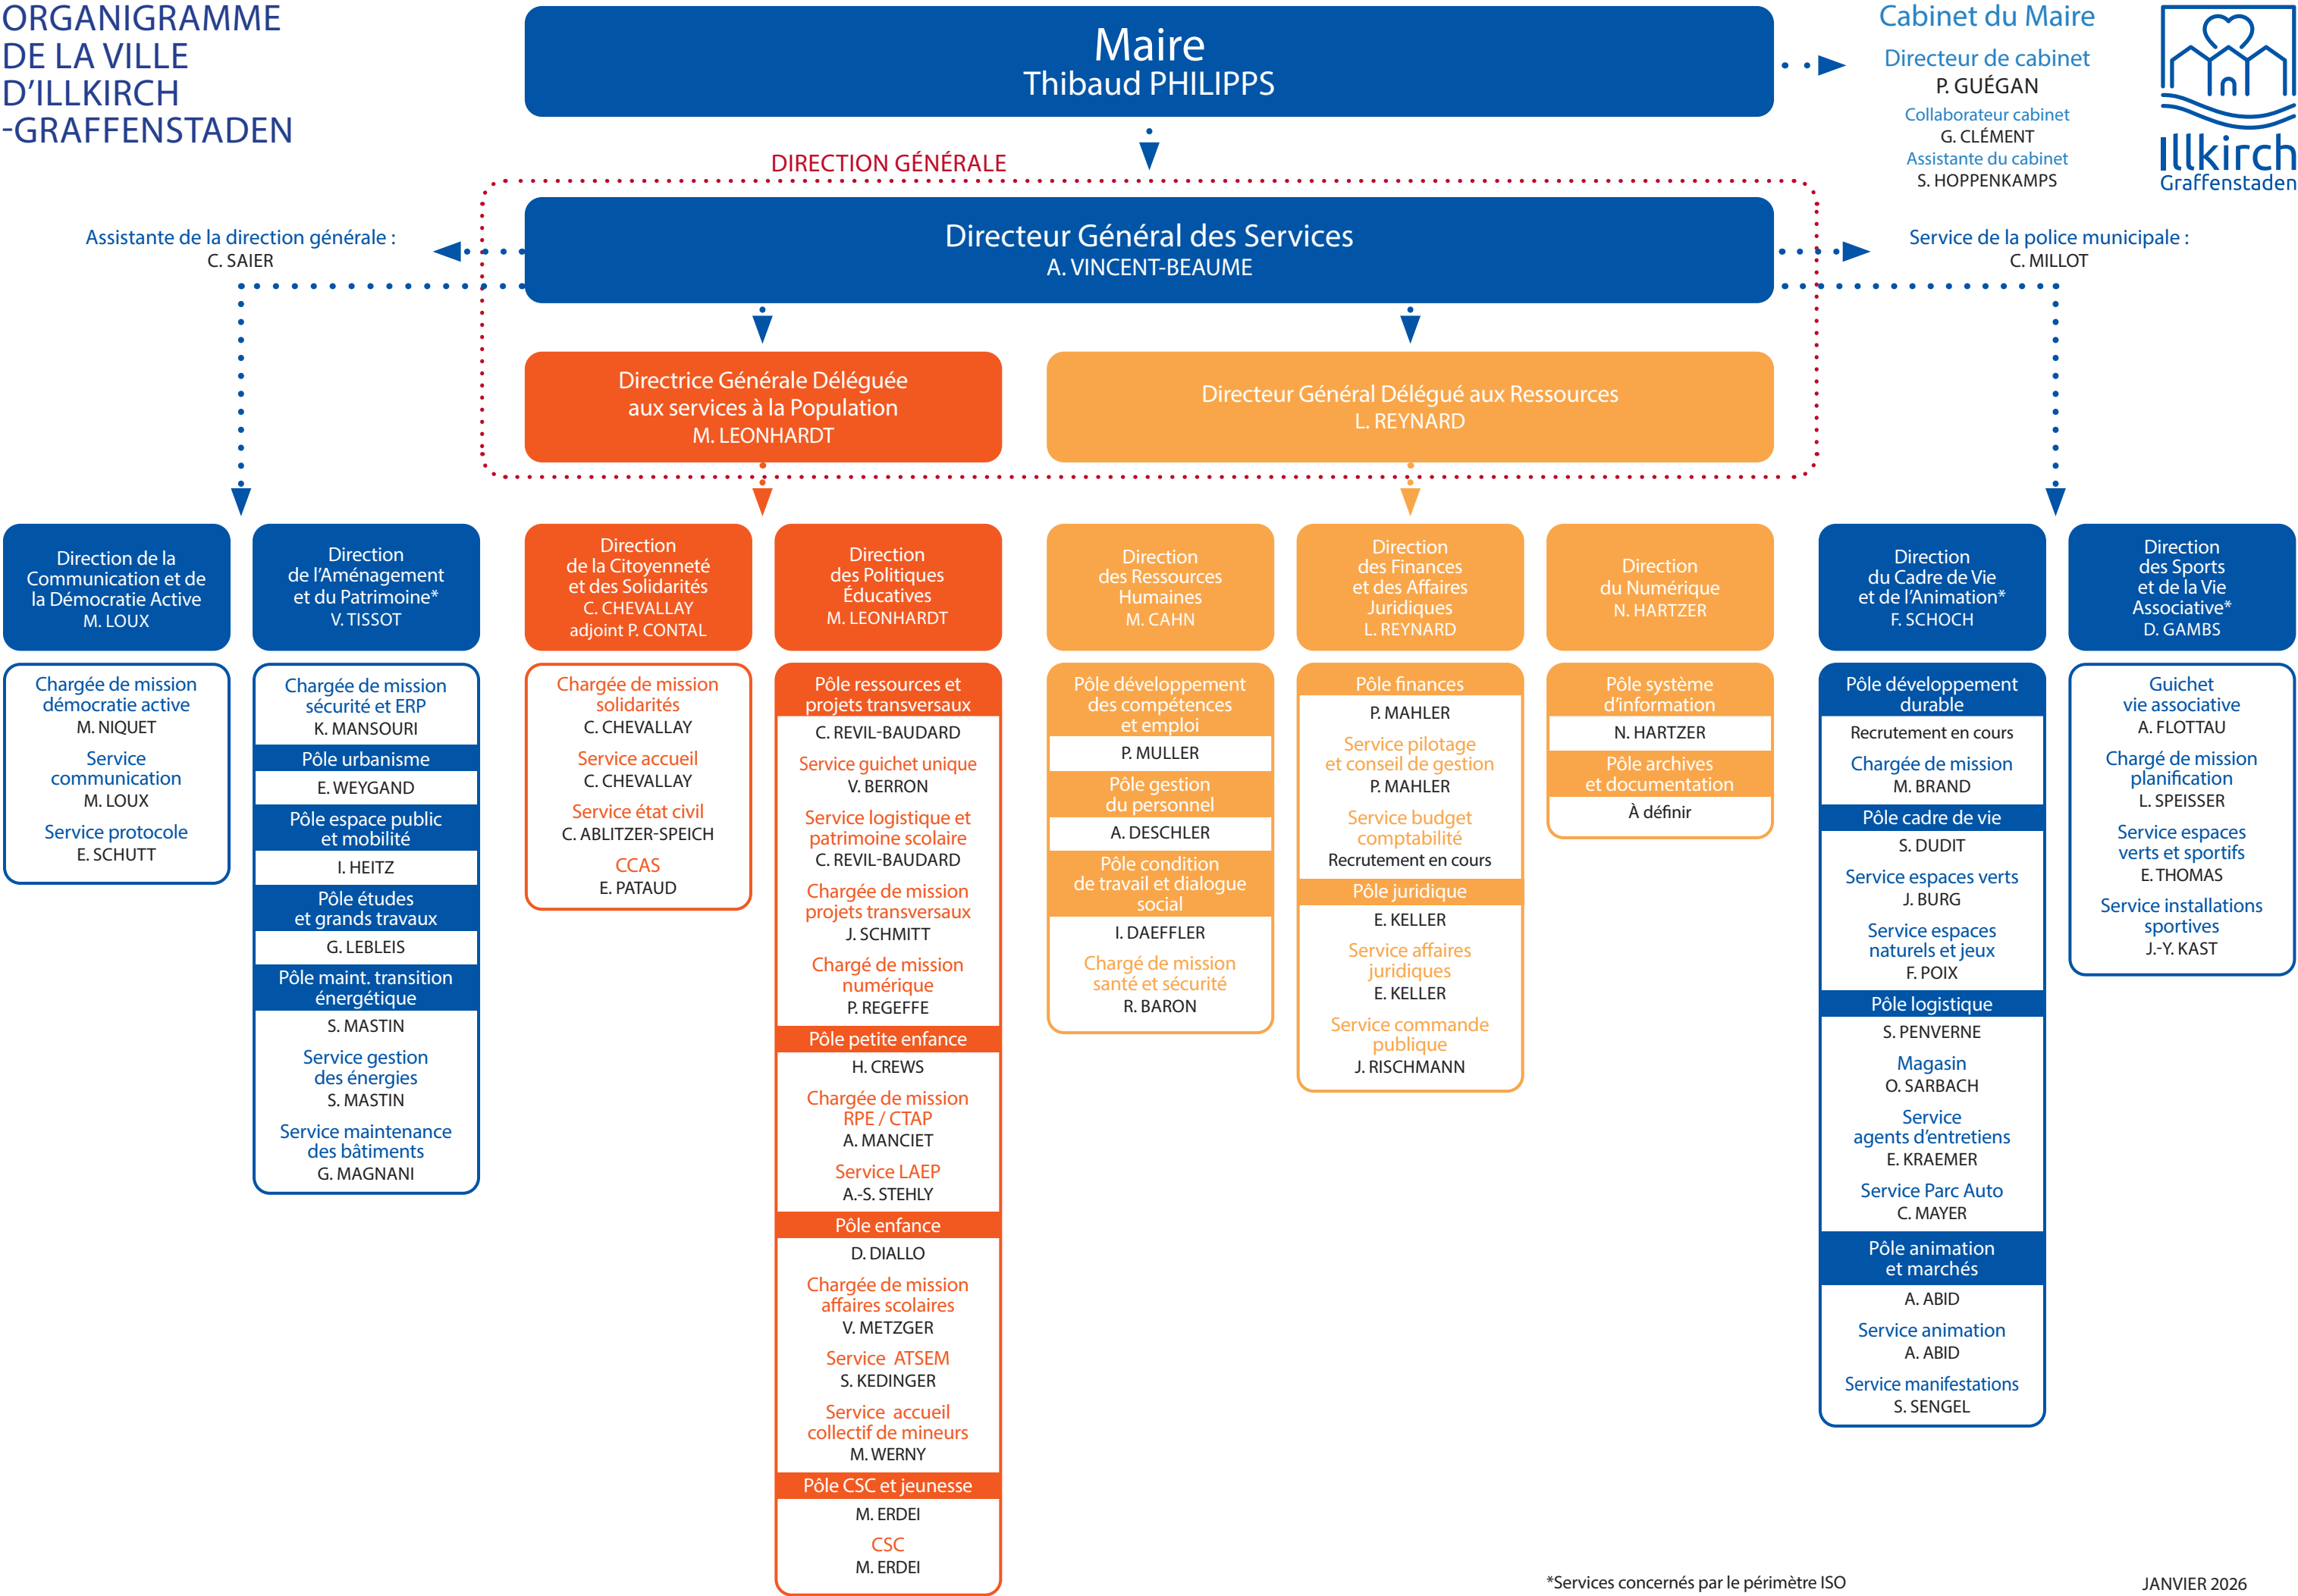 ORGANIGRAMME
DE LA VILLE
D'ILLKIRCH
-GRAFFENSTADEN
Maire
Thibaud PHILIPPS
Cabinet du Maire
Directeur de cabinet
P. GUÉGAN
Collaborateur cabinet
G. CLÉMENT
Assistante du cabinet
S. HOPPENKAMPS
Illkirch
Graffenstaden
DIRECTION GÉNÉRALE
Assistante de la direction générale :
C. SAIER
Directeur Général des Services
A. VINCENT-BEAUME
Service de la police municipale :
C. MILLOT
Directrice Générale Déléguée
aux services à la Population
M. LEONHARDT
Directeur Général Délégué aux Ressources
L. REYNARD
Direction de la
Communication et de
la Démocratie Active
M. LOUX
Chargée de mission
démocratie active
M. NIQUET
Service
communication
M. LOUX
Service protocole
E. SCHUTT
Direction
de l'Aménagement
et du Patrimoine*
V. TISSOT
Chargée de mission
sécurité et ERP
K. MANSOURI
Pôle urbanisme
E. WEYGAND
Pôle espace public
et mobilité
I. HEITZ
Pôle études
et grands travaux
G. LEBLEIS
Pôle maint. transition
énergétique
S. MASTIN
Service gestion
des énergies
S. MASTIN
Service maintenance
des bâtiments
G. MAGNANI
Direction
de la Citoyenneté
et des Solidarités
C. CHEVALLAY
adjoint P. CONTAL
Chargée de mission
solidarités
C. CHEVALLAY
Service accueil
C. CHEVALLAY
Service état civil
C. ABLITZER-SPEICH
CCAS
E. PATAUD
Direction
des Politiques
Éducatives
M. LEONHARDT
Pôle ressources et
projets transversaux
C. REVIL-BAUDARD
Service guichet unique
V. BERRON
Service logistique et
patrimoine scolaire
C. REVIL-BAUDARD
Chargée de mission
projets transversaux
J. SCHMITT
Chargé de mission
numérique
P. REGEFFE
Pôle petite enfance
H. CREWS
Chargée de mission
RPE / CTAP
A. MANCIET
Service LAEP
A.-S. STEHLY
Pôle enfance
D. DIALLO
Chargée de mission
affaires scolaires
V. METZGER
Service ATSEM
S. KEDINGER
Service accueil
collectif de mineurs
M. WERNY
Pôle CSC et jeunesse
M. ERDEI
CSC
M. ERDEI
Direction
des Ressources
Humaines
M. CAHN
Pôle développement
des compétences
et emploi
P. MULLER
Pôle gestion
du personnel
A. DESCHLER
Pôle condition
de travail et dialogue
social
I. DAEFFLER
Chargé de mission
santé et sécurité
R. BARON
Direction
des Finances
et des Affaires
Juridiques
L. REYNARD
Pôle finances
P. MAHLER
Service pilotage
et conseil de gestion
P. MAHLER
Service budget
comptabilité
Recrutement en cours
Pôle juridique
E. KELLER
Service affaires
juridiques
E. KELLER
Service commande
publique
J. RISCHMANN
Direction
du Numérique
N. HARTZER
Pôle système
d'information
N. HARTZER
Pôle archives
et documentation
À définir
Direction
du Cadre de Vie
et de l'Animation*
F. SCHOCH
Pôle développement
durable
Recrutement en cours
Chargée de mission
M. BRAND
Pôle cadre de vie
S. DUDIT
Service espaces verts
J. BURG
Service espaces
naturels et jeux
F. POIX
Pôle logistique
S. PENVERNE
Magasin
O. SARBACH
Service
agents d'entretiens
E. KRAEMER
Service Parc Auto
C. MAYER
Pôle animation
et marchés
A. ABID
Service animation
A. ABID
Service manifestations
S. SENGEL
Direction
des Sports
et de la Vie
Associative*
D. GAMBS
Guichet
vie associative
A. FLOTTAU
Chargé de mission
planification
L. SPEISSER
Service espaces
verts et sportifs
E. THOMAS
Service installations
sportives
J.-Y. KAST
*Services concernés par le périmètre ISO
JANVIER 2026